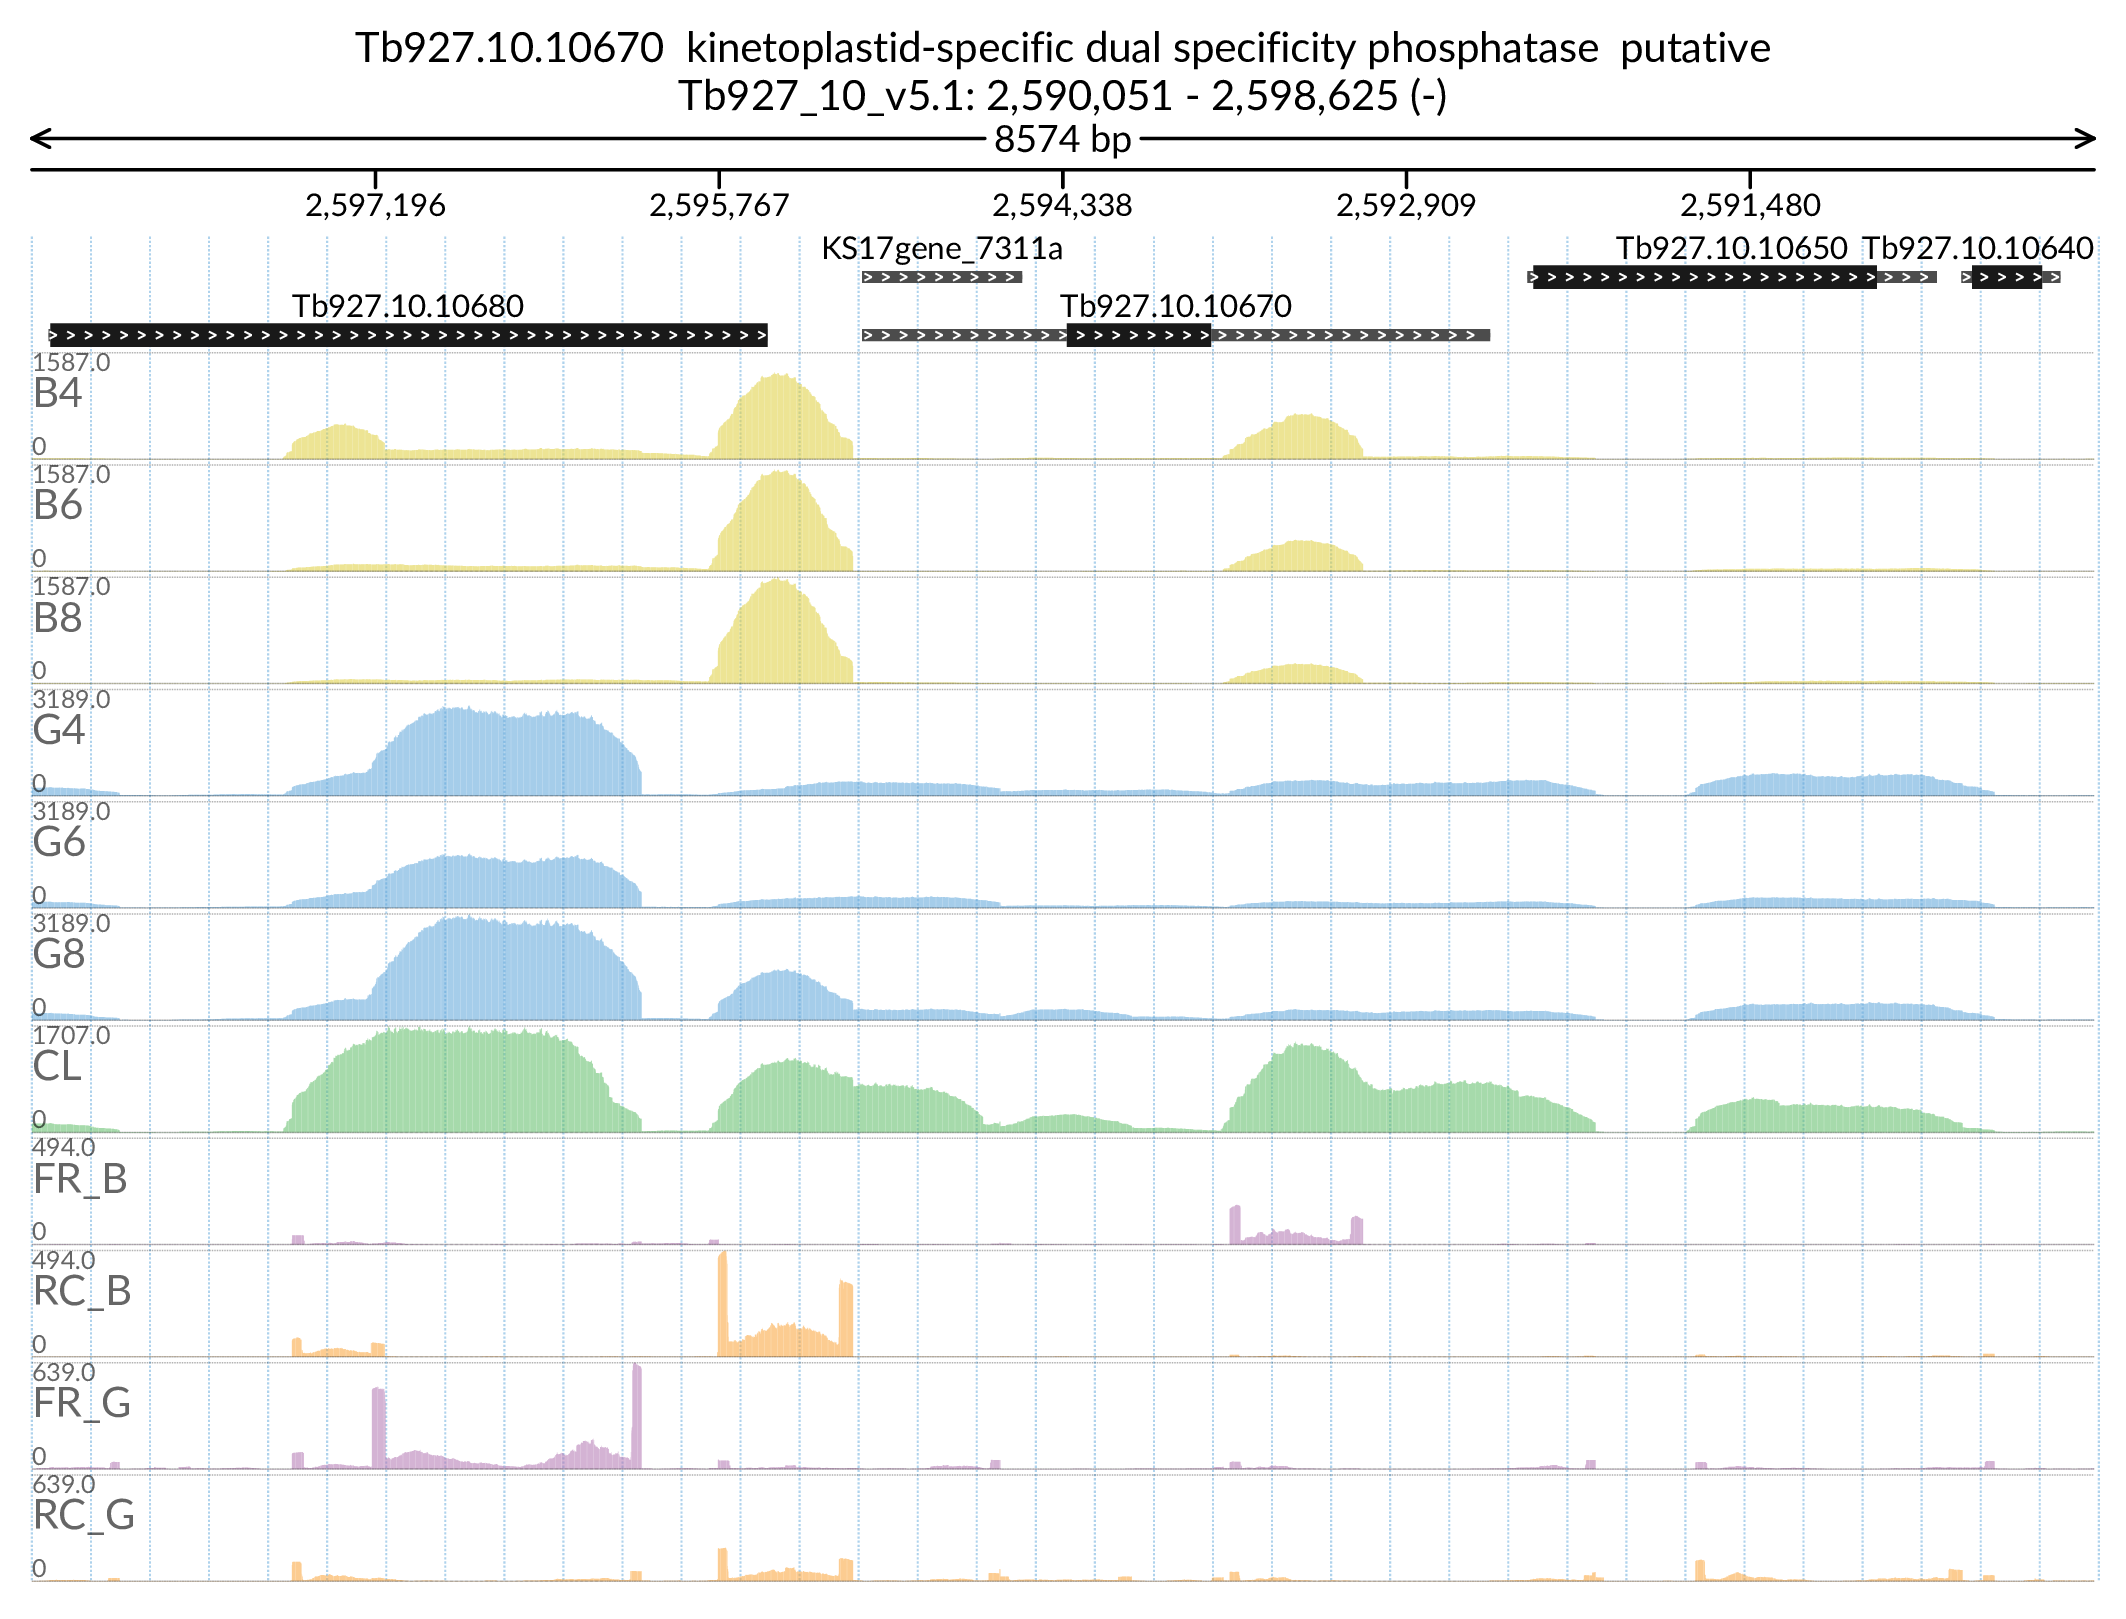 Tb927.10.10670  kinetoplastid-specific dual specificity phosphatase  putative
Tb927_10_v5.1: 2,590,051 - 2,598,625 (-)
8574 bp
2,597,196 2,595,767 2,594,338 2,592,909 2,591,480
KS17gene_7311a Tb927.10.10650 Tb927.10.10640
Tb927.10.10680 Tb927.10.10670
1587.0
B4
0
1587.0
B6
0
1587.0
B8
0
3189.0
G4
0
3189.0
G6
0
3189.0
G8
0
1707.0
CL
0
494.0
FR_B
0
494.0
RC_B
0
639.0
FR_G
0
639.0
RC_G
0